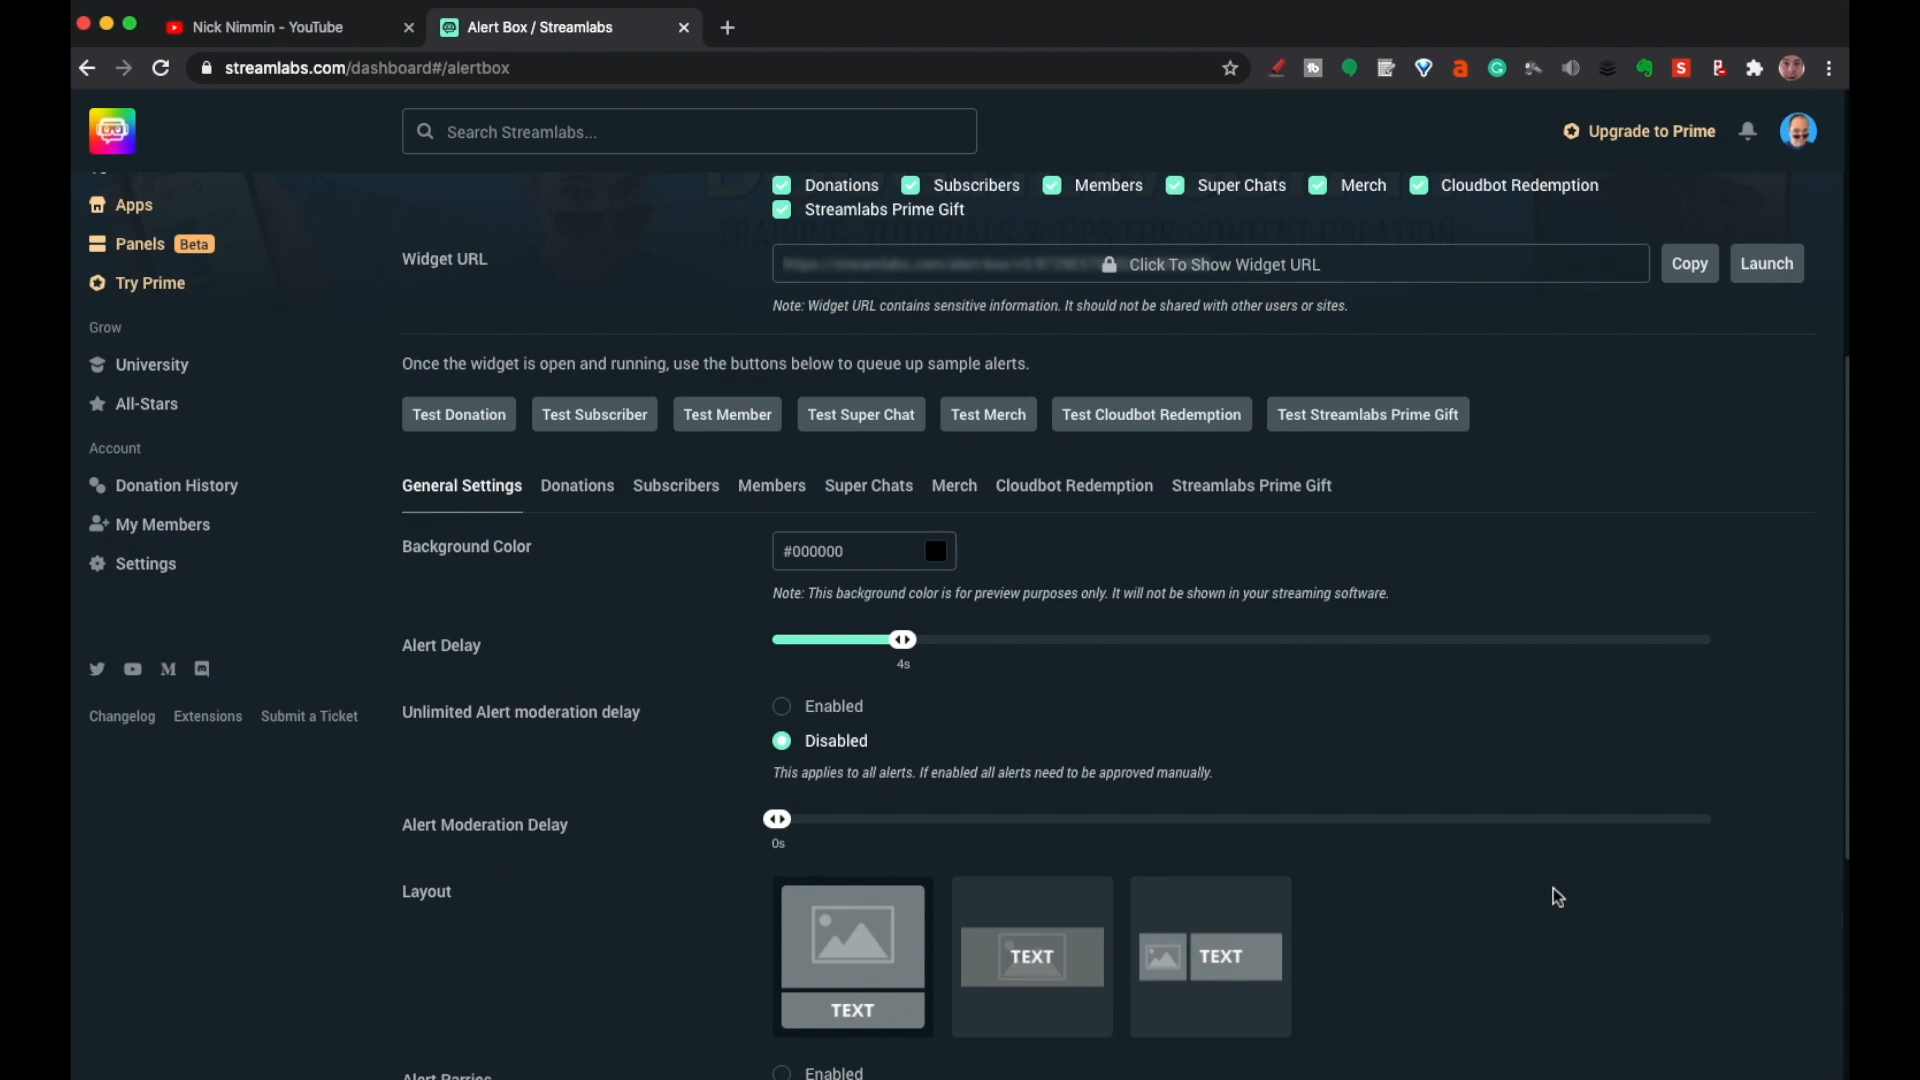 Nick Nimmin - YouTube
Alert Box / Streamlabs
streamlabs.com/dashboard#/alertbox
Search Streamlabs...
Upgrade to Prime
Apps
Panels Beta
Try Prime
Grow
University
All-Stars
Account
Donation History
My Members
Settings
Changelog Extensions Submit a Ticket
Donations Subscribers Members Super Chats Merch Cloudbot Redemption
Streamlabs Prime Gift
TRAINING, TUTORIALS & TIPS FOR CONTENT CREATION
Widget URL
Click To Show Widget URL
Copy
Launch
Note: Widget URL contains sensitive information. It should not be shared with other users or sites.
Once the widget is open and running, use the buttons below to queue up sample alerts.
Test Donation Test Subscriber Test Member Test Super Chat Test Merch Test Cloudbot Redemption Test Streamlabs Prime Gift
General Settings Donations Subscribers Members Super Chats Merch Cloudbot Redemption Streamlabs Prime Gift
Background Color
#000000
Note: This background color is for preview purposes only. It will not be shown in your streaming software.
Alert Delay
4s
Unlimited Alert moderation delay
Enabled
Disabled
This applies to all alerts. If enabled all alerts need to be approved manually.
Alert Moderation Delay
0s
Layout
TEXT
TEXT
TEXT
Enabled